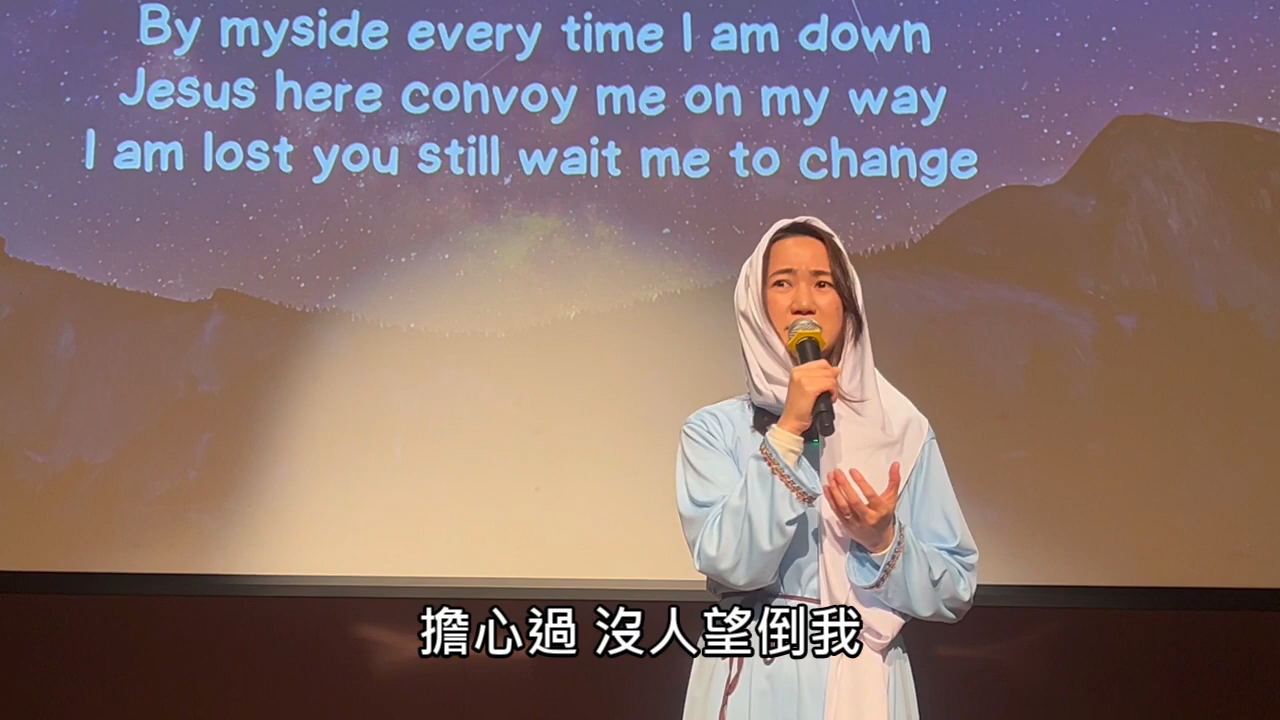 By myside every time I am down
Jesus here convoy me on my way
I am lost you still wait me to change
擔心過 沒人望倒我